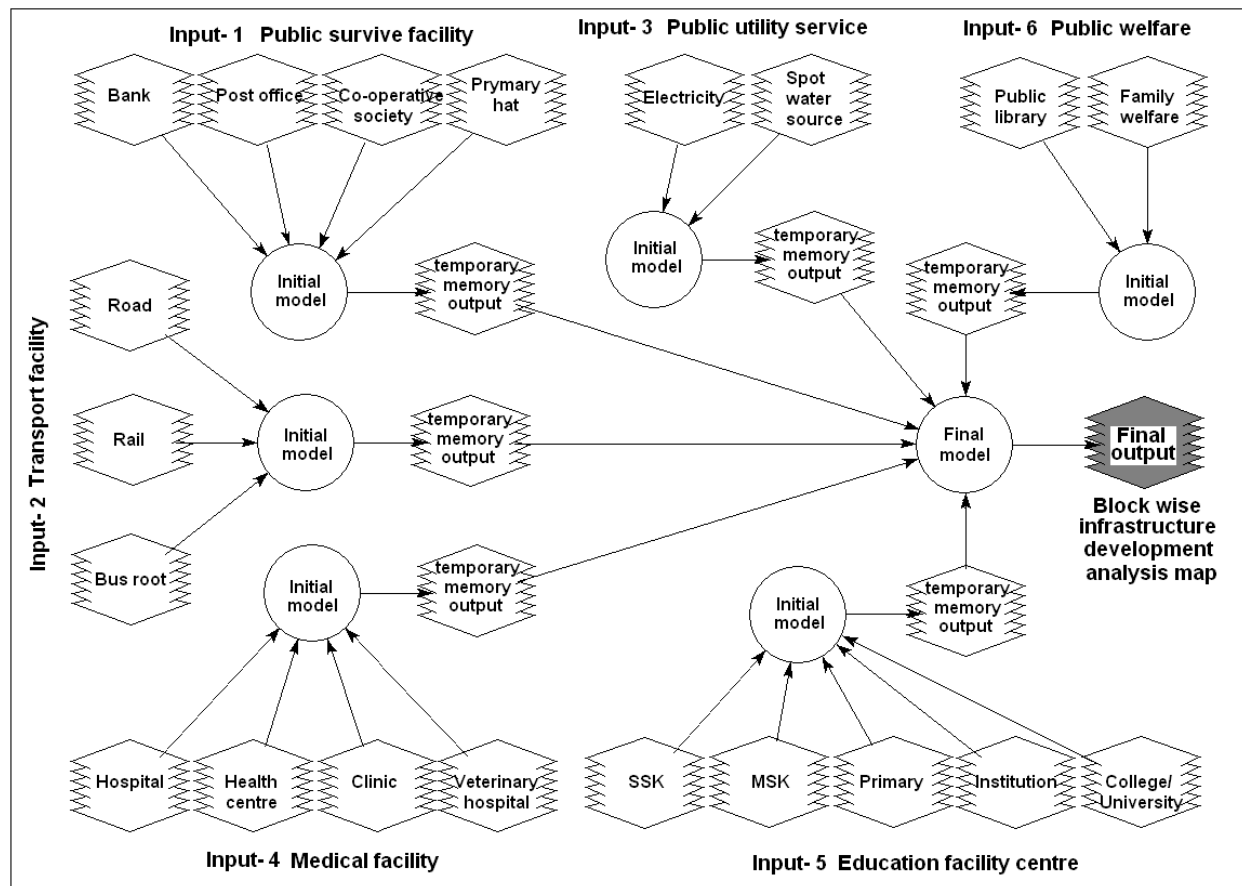 Input- 1 Public survive facility
Input- 3 Public utility service
Input- 6 Public welfare
Bank
Post office
Co-operative
society
Prymary
hat
Electricity
Spot
water
source
Public
library
Family
welfare
Initial
model
temporary
memory
output
Initial
model
temporary
memory
output
temporary
memory
output
Initial
model
Input- 2 Transport facility
Road
Rail
Bus root
Initial
model
temporary
memory
output
Final
model
Final
output
Block wise
infrastructure
development
analysis map
Initial
model
temporary
memory
output
Initial
model
temporary
memory
output
Hospital
Health
centre
Clinic
Veterinary
hospital
SSK
MSK
Primary
Institution
College/
University
Input- 4 Medical facility
Input- 5 Education facility centre